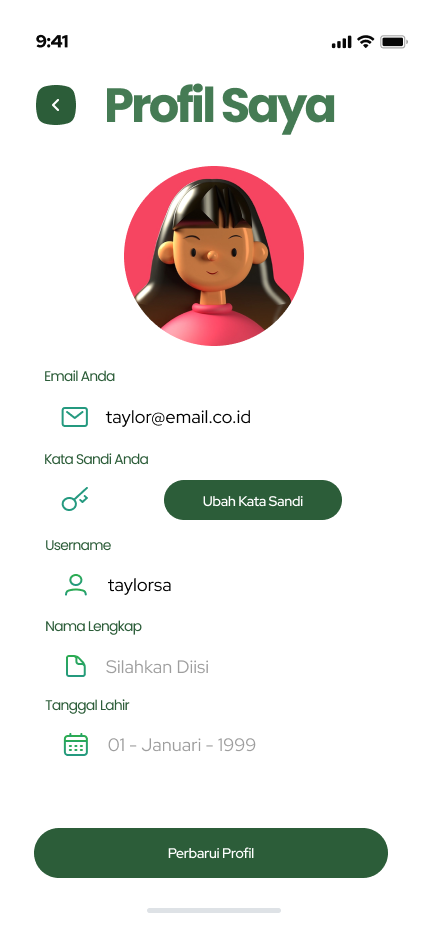 9:41
Profil Saya
Email Anda
taylor@email.co.id
Kata Sandi Anda
Ubah Kata Sandi
Username
taylorsa
Nama Lengkap
Silahkan Diisi
Tanggal Lahir
01 - Januari - 1999
Perbarui Profil